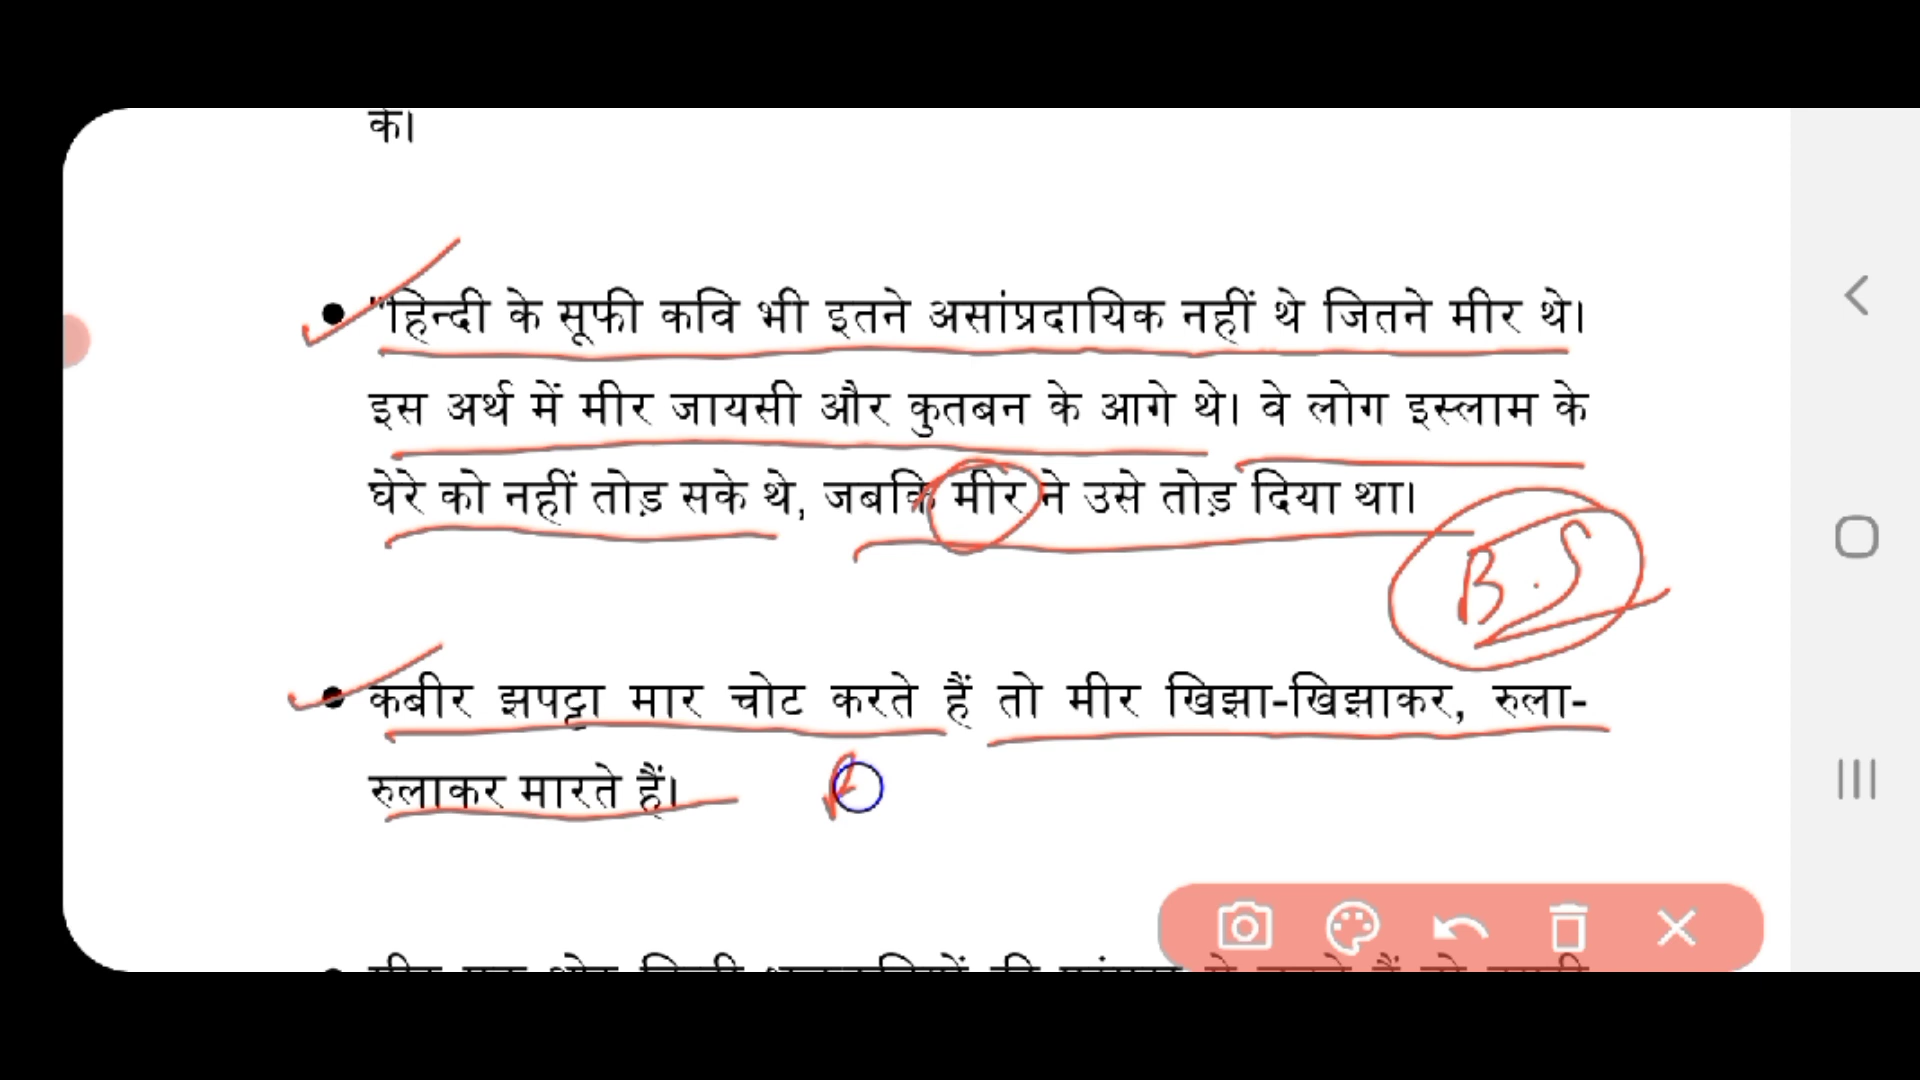 के।
• "हिन्दी के सूफी कवि भी इतने असांप्रदायिक नहीं थे जितने मीर थे।
इस अर्थ में मीर जायसी और कुतबन के आगे थे। वे लोग इस्लाम के
घेरे को नहीं तोड़ सके थे, जबकि मीर ने उसे तोड़ दिया था।
B.S
• कबीर झपट्टा मार चोट करते हैं तो मीर खिझा-खिझाकर, रुला-
रुलाकर मारते हैं।